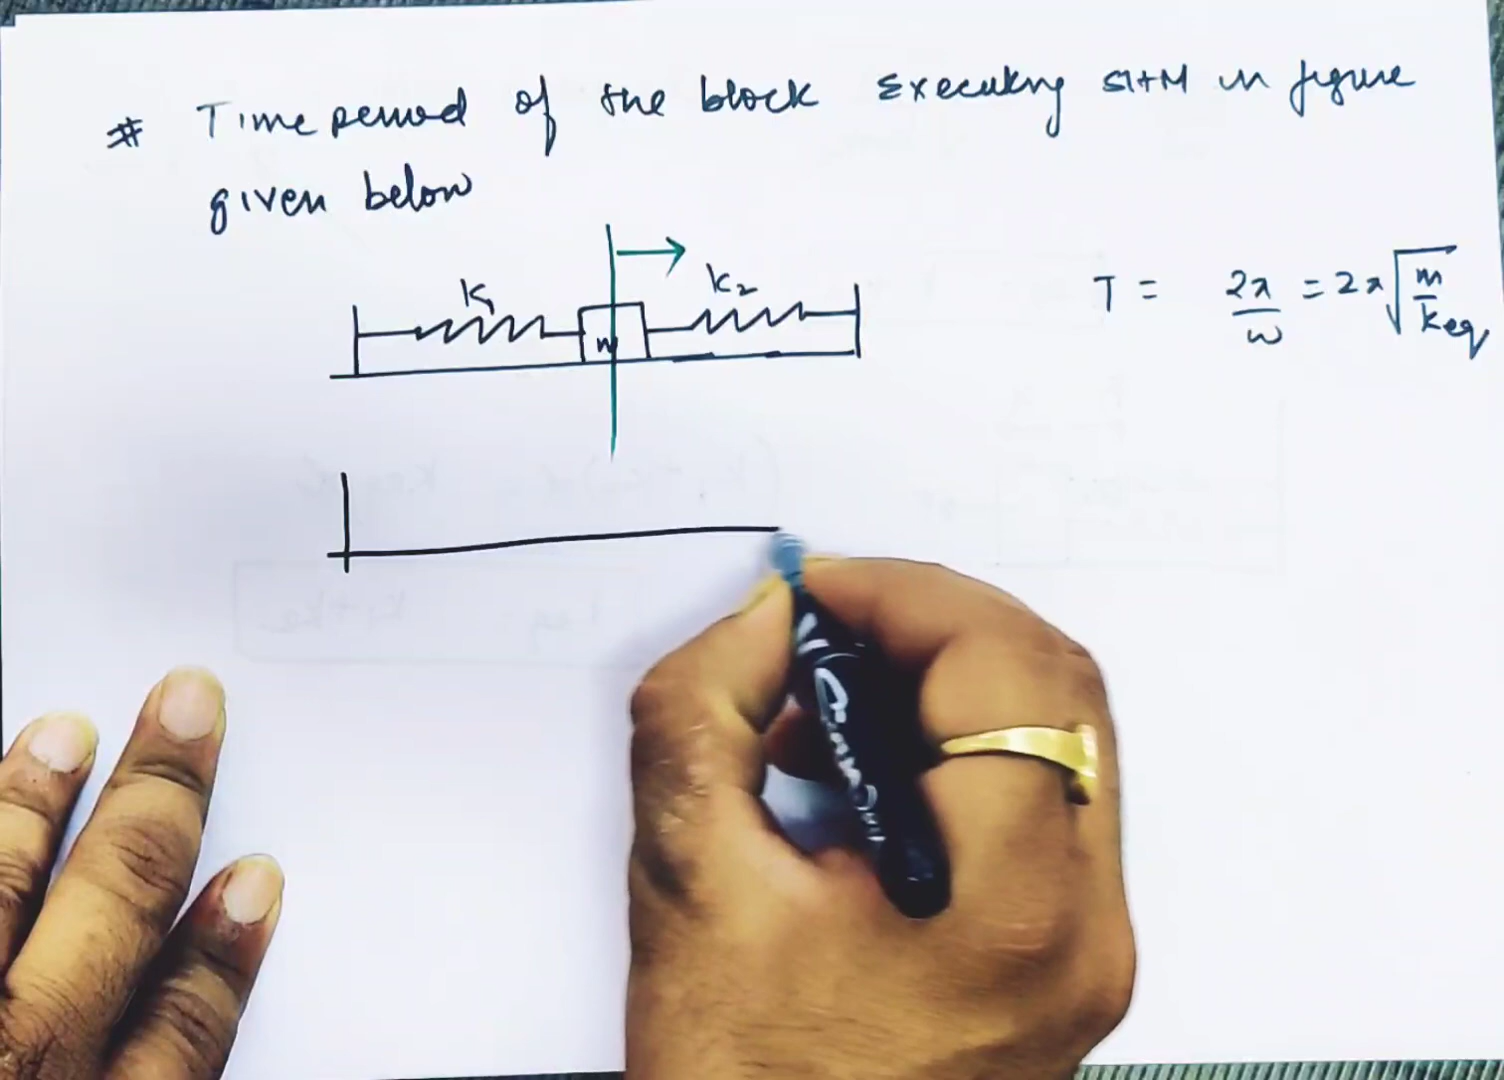 # Time period of the block Executing SHM in figure
given below
k₁
k₂
m
T = 2π/ω = 2π√(m/keq)